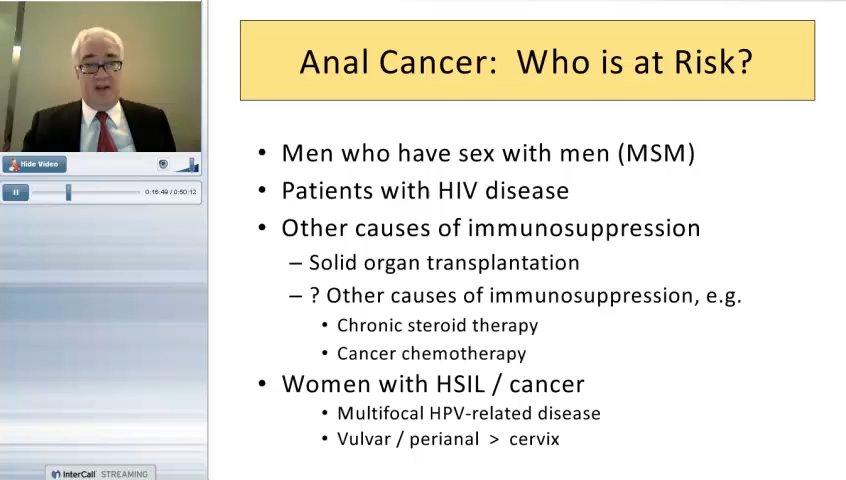 Anal Cancer:  Who is at Risk?
• Men who have sex with men (MSM)
• Patients with HIV disease
• Other causes of immunosuppression
– Solid organ transplantation
– ? Other causes of immunosuppression, e.g.
• Chronic steroid therapy
• Cancer chemotherapy
• Women with HSIL / cancer
• Multifocal HPV-related disease
• Vulvar / perianal  >  cervix
Hide Video
0:16:49 / 0:50:12
InterCall STREAMING